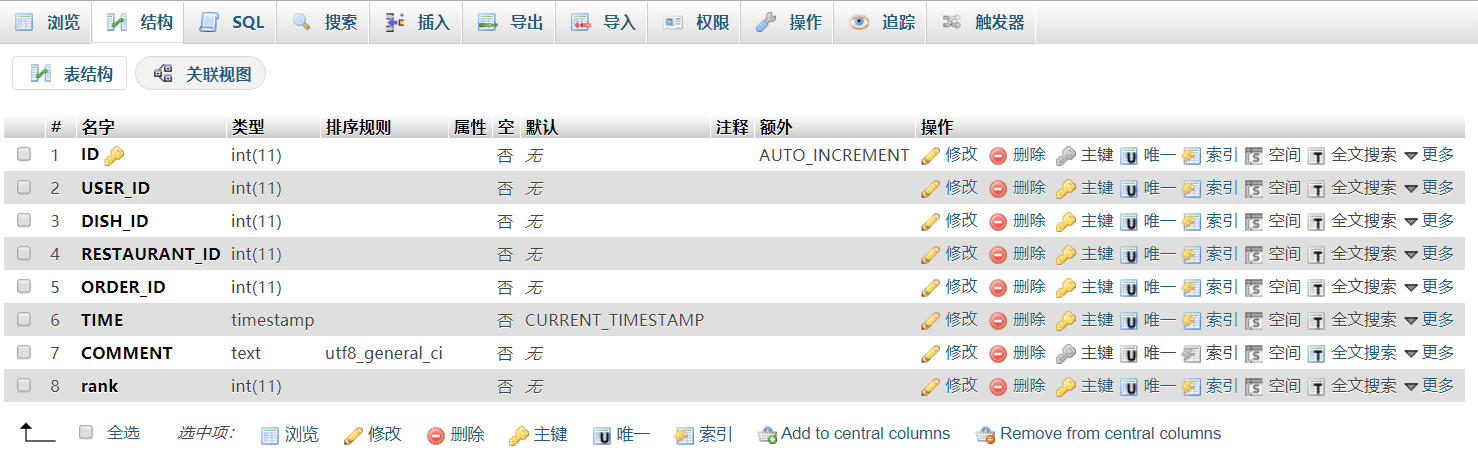 浏览 结构 SQL 搜索 插入 导出 导入 权限 操作 追踪 触发器
表结构 关联视图
# 名字 类型 排序规则 属性 空 默认 注释 额外 操作
1 ID int(11) 否 无 AUTO_INCREMENT 修改 删除 主键 唯一 索引 空间 全文搜索 更多
2 USER_ID int(11) 否 无 修改 删除 主键 唯一 索引 空间 全文搜索 更多
3 DISH_ID int(11) 否 无 修改 删除 主键 唯一 索引 空间 全文搜索 更多
4 RESTAURANT_ID int(11) 否 无 修改 删除 主键 唯一 索引 空间 全文搜索 更多
5 ORDER_ID int(11) 否 无 修改 删除 主键 唯一 索引 空间 全文搜索 更多
6 TIME timestamp 否 CURRENT_TIMESTAMP 修改 删除 主键 唯一 索引 空间 全文搜索 更多
7 COMMENT text utf8_general_ci 否 无 修改 删除 主键 唯一 索引 空间 全文搜索 更多
8 rank int(11) 否 无 修改 删除 主键 唯一 索引 空间 全文搜索 更多
全选 选中项： 浏览 修改 删除 主键 唯一 索引 Add to central columns Remove from central columns